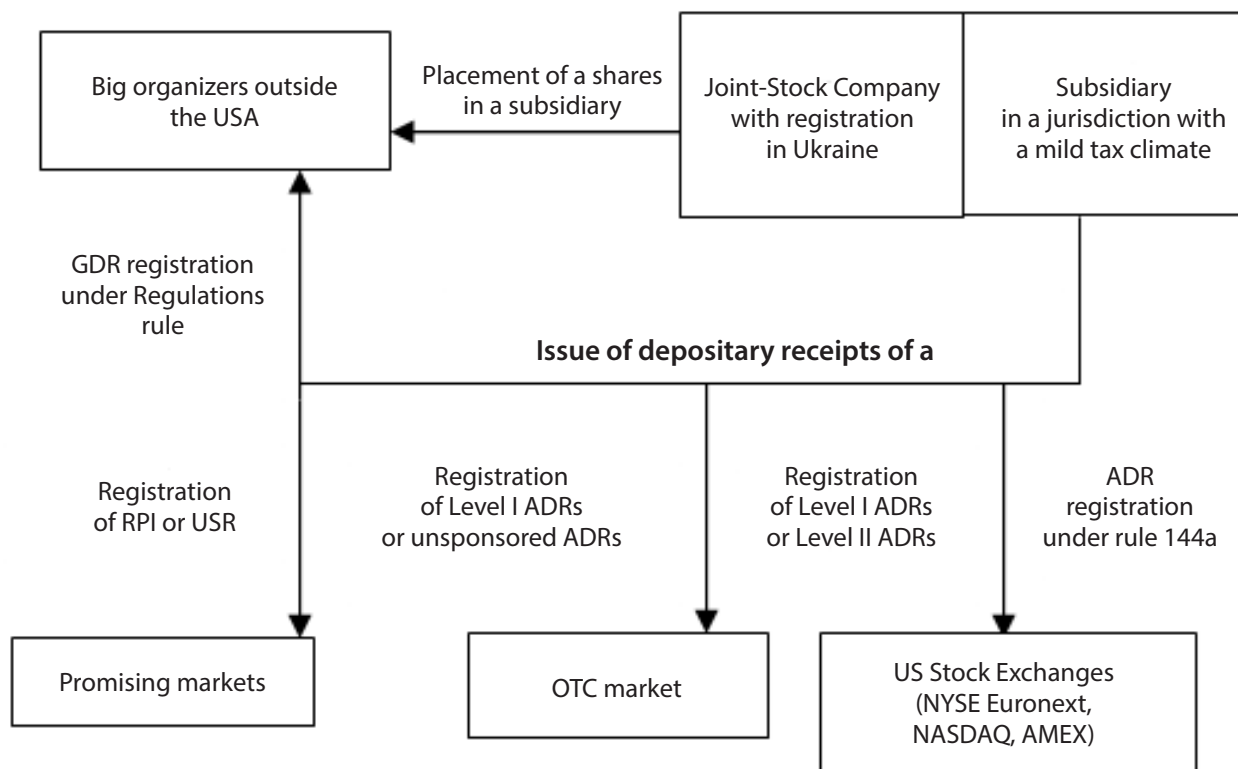 Big organizers outside
the USA
Placement of a shares
in a subsidiary
Joint-Stock Company
with registration
in Ukraine
Subsidiary
in a jurisdiction with
a mild tax climate
GDR registration
under Regulations
rule
Issue of depositary receipts of a
Registration
of RPI or USR
Registration
of Level I ADRs
or unsponsored ADRs
Registration
of Level I ADRs
or Level II ADRs
ADR
registration
under rule 144a
Promising markets
OTC market
US Stock Exchanges
(NYSE Euronext,
NASDAQ, AMEX)